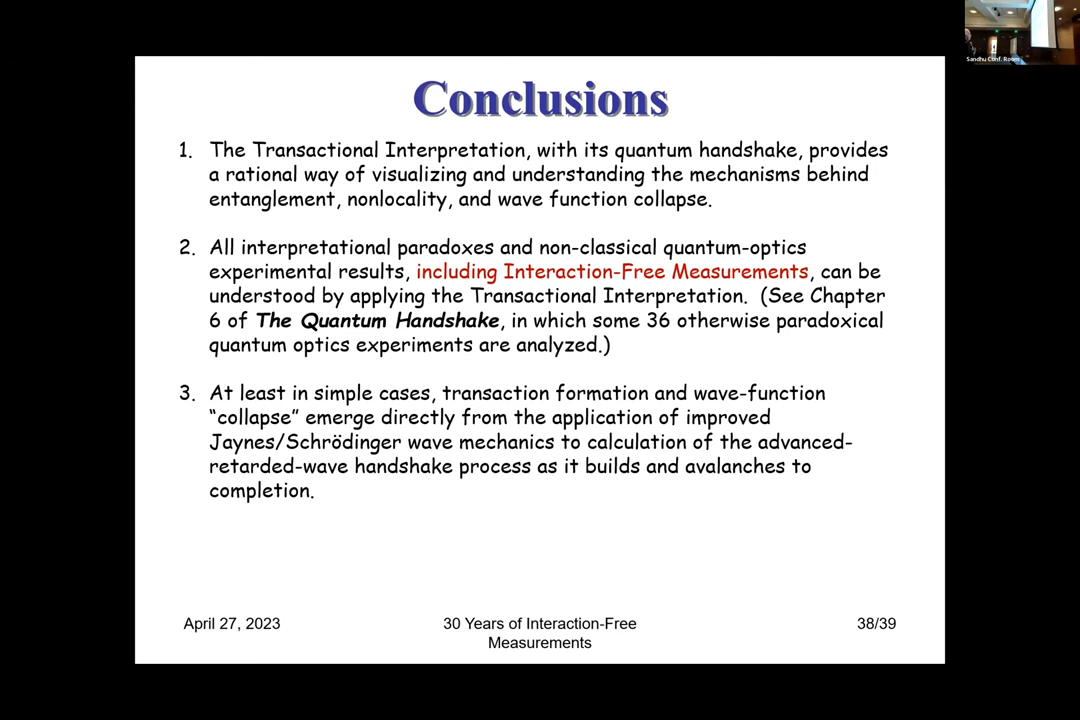 Sandhu Conf. Room
Conclusions
1. The Transactional Interpretation, with its quantum handshake, provides
a rational way of visualizing and understanding the mechanisms behind
entanglement, nonlocality, and wave function collapse.
2. All interpretational paradoxes and non-classical quantum-optics
experimental results, including Interaction-Free Measurements, can be
understood by applying the Transactional Interpretation. (See Chapter
6 of The Quantum Handshake, in which some 36 otherwise paradoxical
quantum optics experiments are analyzed.)
3. At least in simple cases, transaction formation and wave-function
“collapse” emerge directly from the application of improved
Jaynes/Schrödinger wave mechanics to calculation of the advanced-
retarded-wave handshake process as it builds and avalanches to
completion.
April 27, 2023
30 Years of Interaction-Free
Measurements
38/39